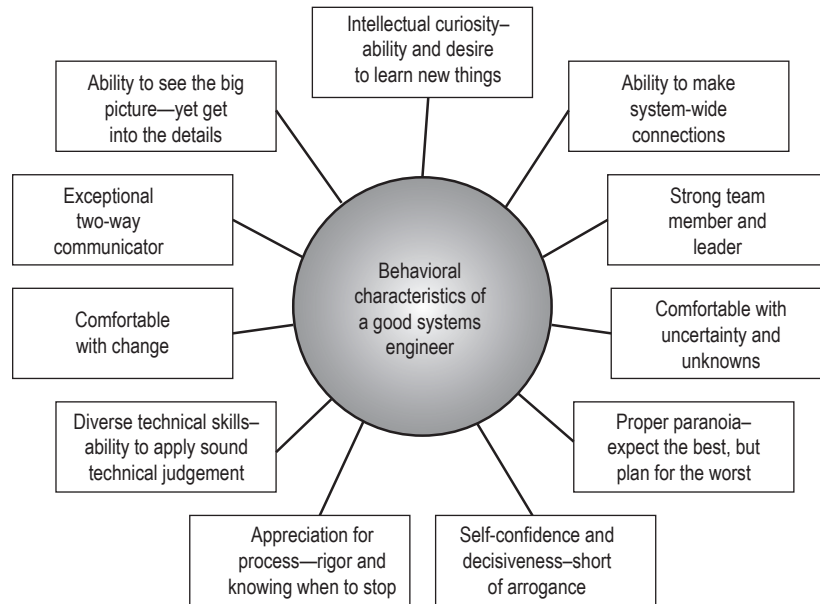 Intellectual curiosity–
ability and desire
to learn new things
Ability to see the big
picture—yet get
into the details
Ability to make
system-wide
connections
Exceptional
two-way
communicator
Strong team
member and
leader
Behavioral
characteristics of
a good systems
engineer
Comfortable
with change
Comfortable with
uncertainty and
unknowns
Diverse technical skills–
ability to apply sound
technical judgement
Proper paranoia–
expect the best, but
plan for the worst
Appreciation for
process—rigor and
knowing when to stop
Self-confidence and
decisiveness–short
of arrogance